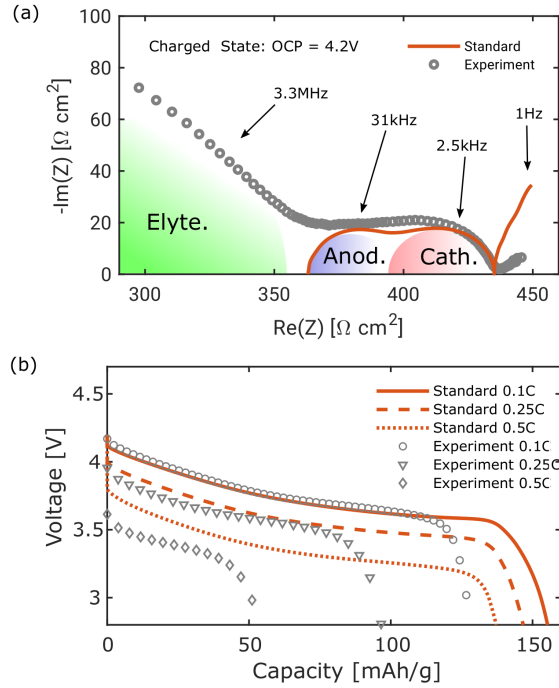 (a)
Charged State: OCP = 4.2V
Standard
Experiment
3.3MHz
31kHz
2.5kHz
1Hz
Elyte.
Anod.
Cath.
100
80
60
40
20
0
-Im(Z) [Ω cm²]
300
350
400
450
Re(Z) [Ω cm²]
(b)
Standard 0.1C
Standard 0.25C
Standard 0.5C
Experiment 0.1C
Experiment 0.25C
Experiment 0.5C
4.5
4
3.5
3
Voltage [V]
0
50
100
150
Capacity [mAh/g]